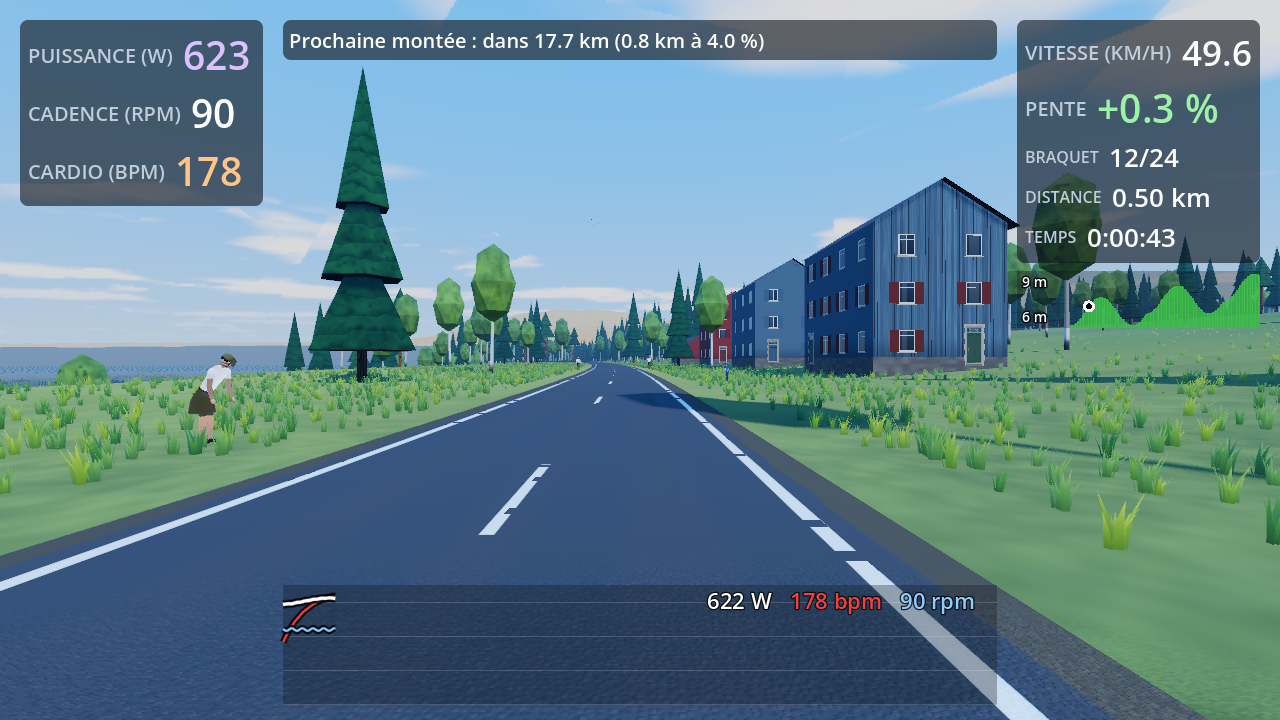 PUISSANCE (W) 623
CADENCE (RPM) 90
CARDIO (BPM) 178
Prochaine montée : dans 17.7 km (0.8 km à 4.0 %)
VITESSE (KM/H) 49.6
PENTE +0.3 %
BRAQUET 12/24
DISTANCE 0.50 km
TEMPS 0:00:43
9 m
6 m
622 W 178 bpm 90 rpm